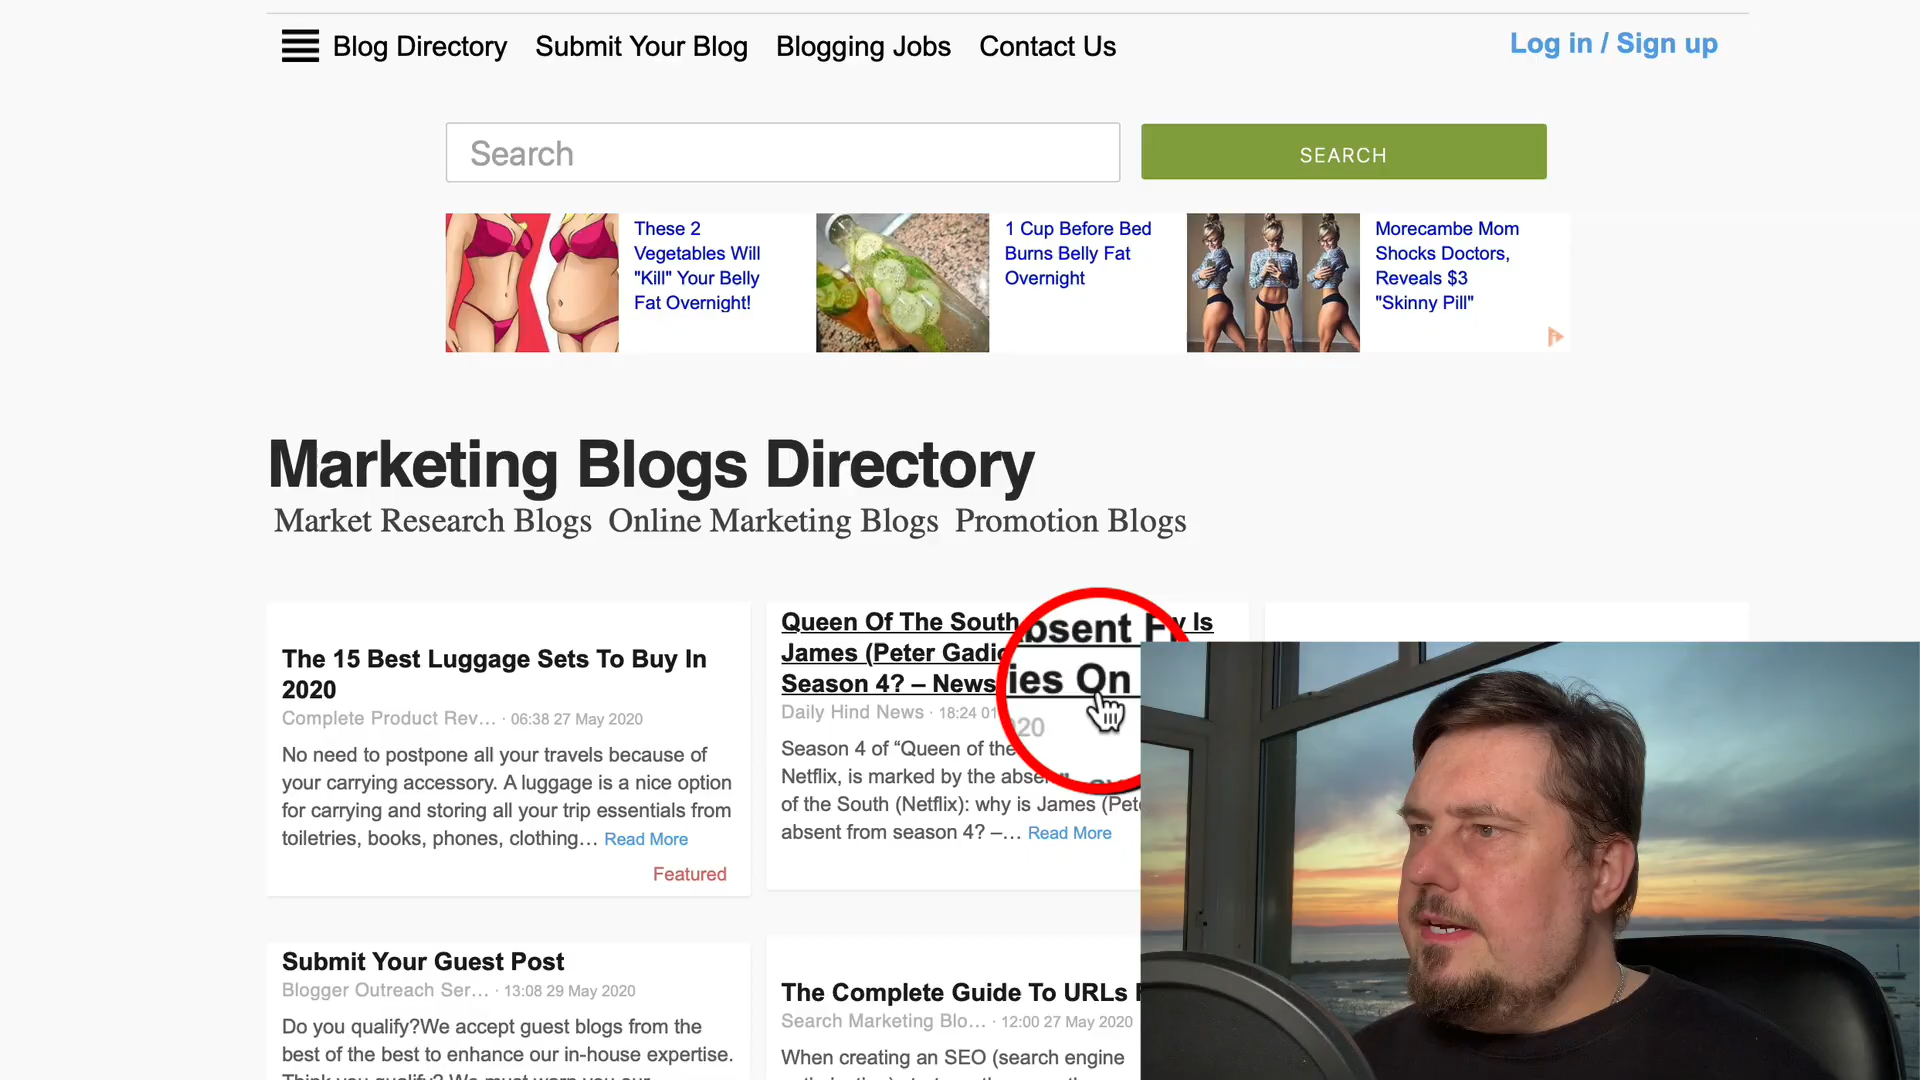 Blog Directory Submit Your Blog Blogging Jobs Contact Us Log in / Sign up
Search SEARCH
These 2
Vegetables Will
"Kill" Your Belly
Fat Overnight!
1 Cup Before Bed
Burns Belly Fat
Overnight
Morecambe Mom
Shocks Doctors,
Reveals $3
"Skinny Pill"
Marketing Blogs Directory
Market Research Blogs Online Marketing Blogs Promotion Blogs
The 15 Best Luggage Sets To Buy In
2020
Complete Product Rev... · 06:38 27 May 2020
No need to postpone all your travels because of
your carrying accessory. A luggage is a nice option
for carrying and storing all your trip essentials from
toiletries, books, phones, clothing... Read More
Featured
Queen Of The South Is
James (Peter
Season 4? – News ies On
Daily Hind News · 18:24
Season 4 of “Queen of the
Netflix, is marked by the
of the South (Netflix): why is James
absent from season 4? –... Read More
Submit Your Guest Post
Blogger Outreach Ser... · 13:08 29 May 2020
Do you qualify?We accept guest blogs from the
best of the best to enhance our in-house expertise.
The Complete Guide To URLs
Search Marketing Blo... · 12:00 27 May 2020
When creating an SEO (search engine